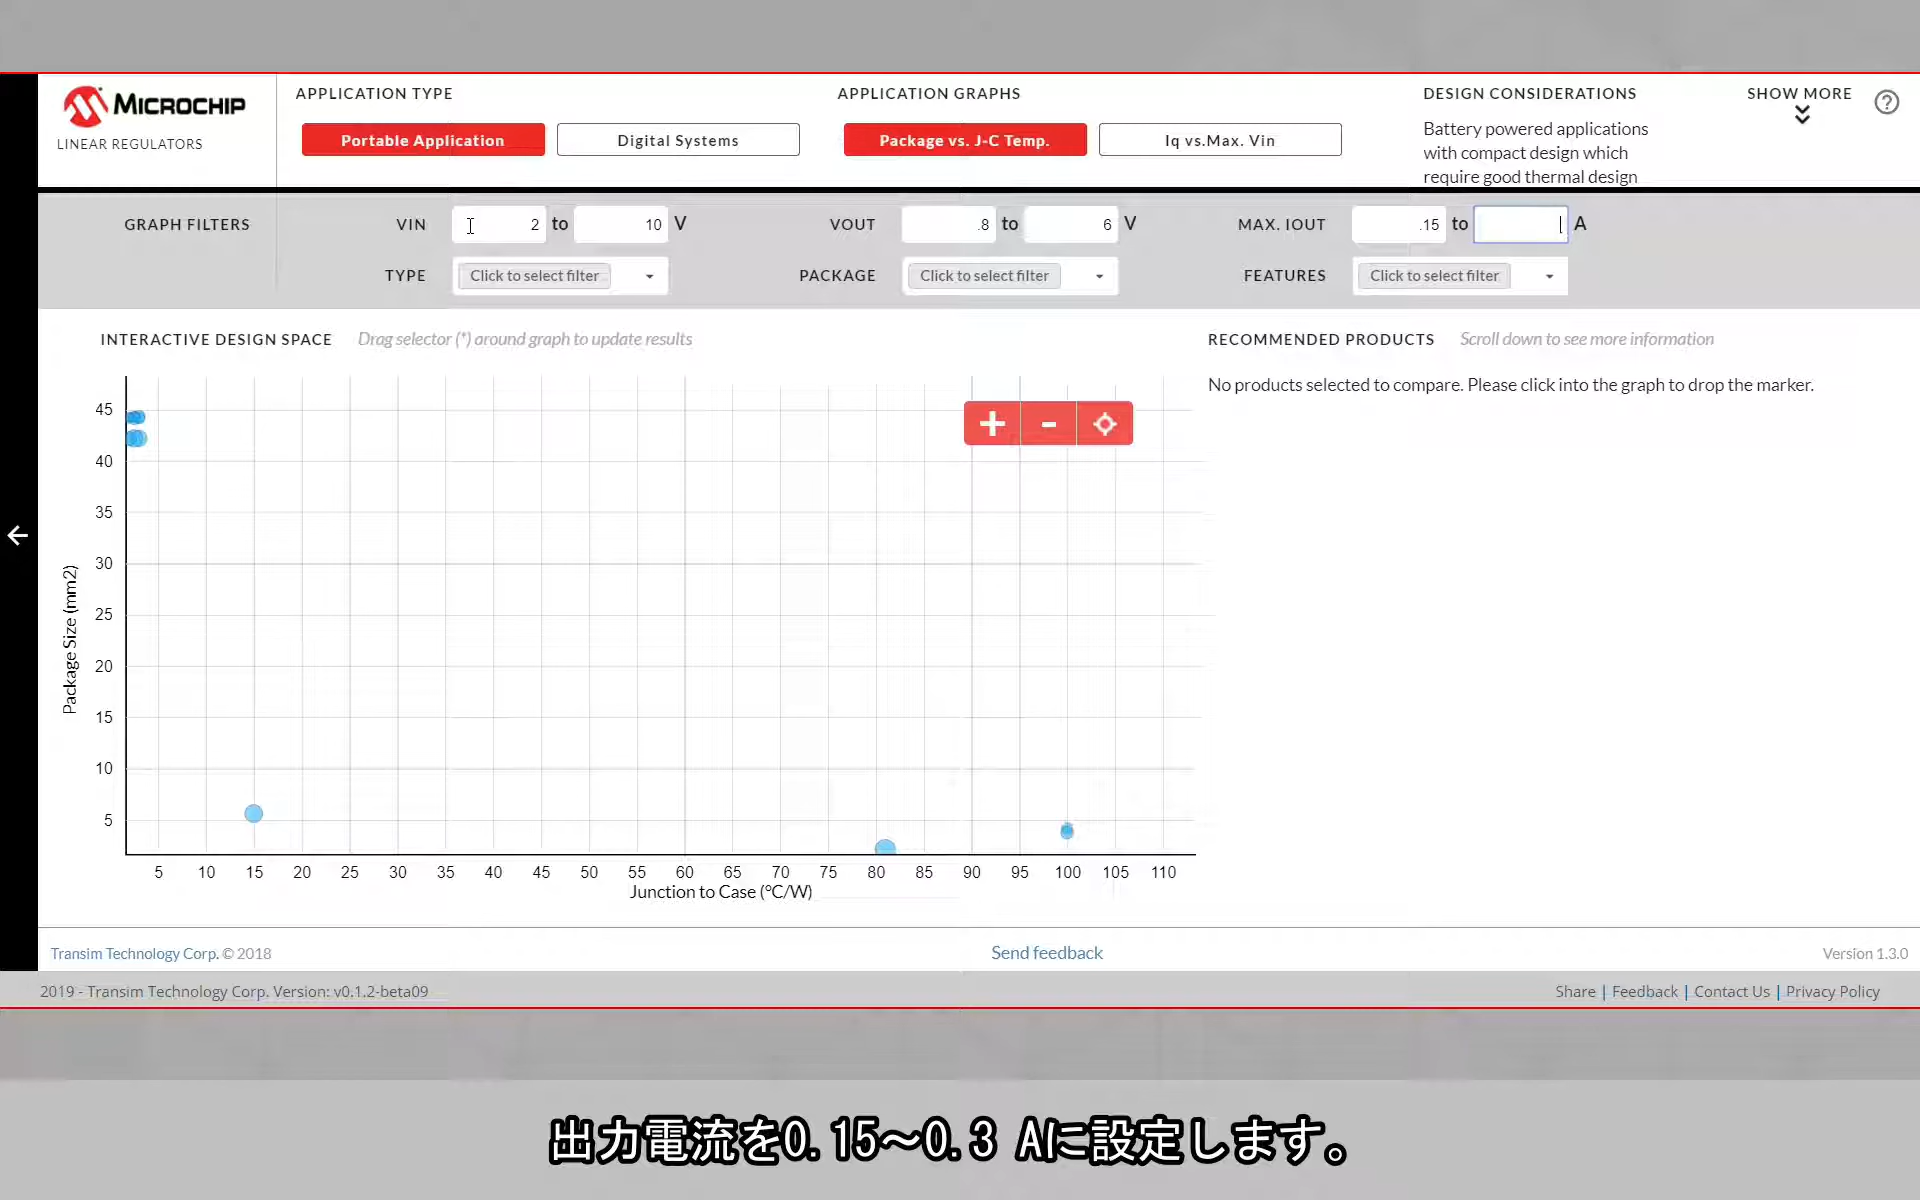 MICROCHIP
LINEAR REGULATORS
APPLICATION TYPE
Portable Application
Digital Systems
APPLICATION GRAPHS
Package vs. J-C Temp.
Iq vs.Max. Vin
DESIGN CONSIDERATIONS
Battery powered applications
with compact design which
require good thermal design
SHOW MORE
GRAPH FILTERS
VIN 2 to 10 V
VOUT .8 to 6 V
MAX. IOUT .15 to A
TYPE Click to select filter
PACKAGE Click to select filter
FEATURES Click to select filter
INTERACTIVE DESIGN SPACE Drag selector (*) around graph to update results
RECOMMENDED PRODUCTS Scroll down to see more information
No products selected to compare. Please click into the graph to drop the marker.
45
40
35
30
25
20
15
10
5
Package Size (mm2)
5 10 15 20 25 30 35 40 45 50 55 60 65 70 75 80 85 90 95 100 105 110
Junction to Case (°C/W)
Transim Technology Corp. © 2018
Send feedback
Version 1.3.0
2019 - Transim Technology Corp. Version: v0.1.2-beta09
Share | Feedback | Contact Us | Privacy Policy
出力電流を0.15～0.3 Aに設定します。